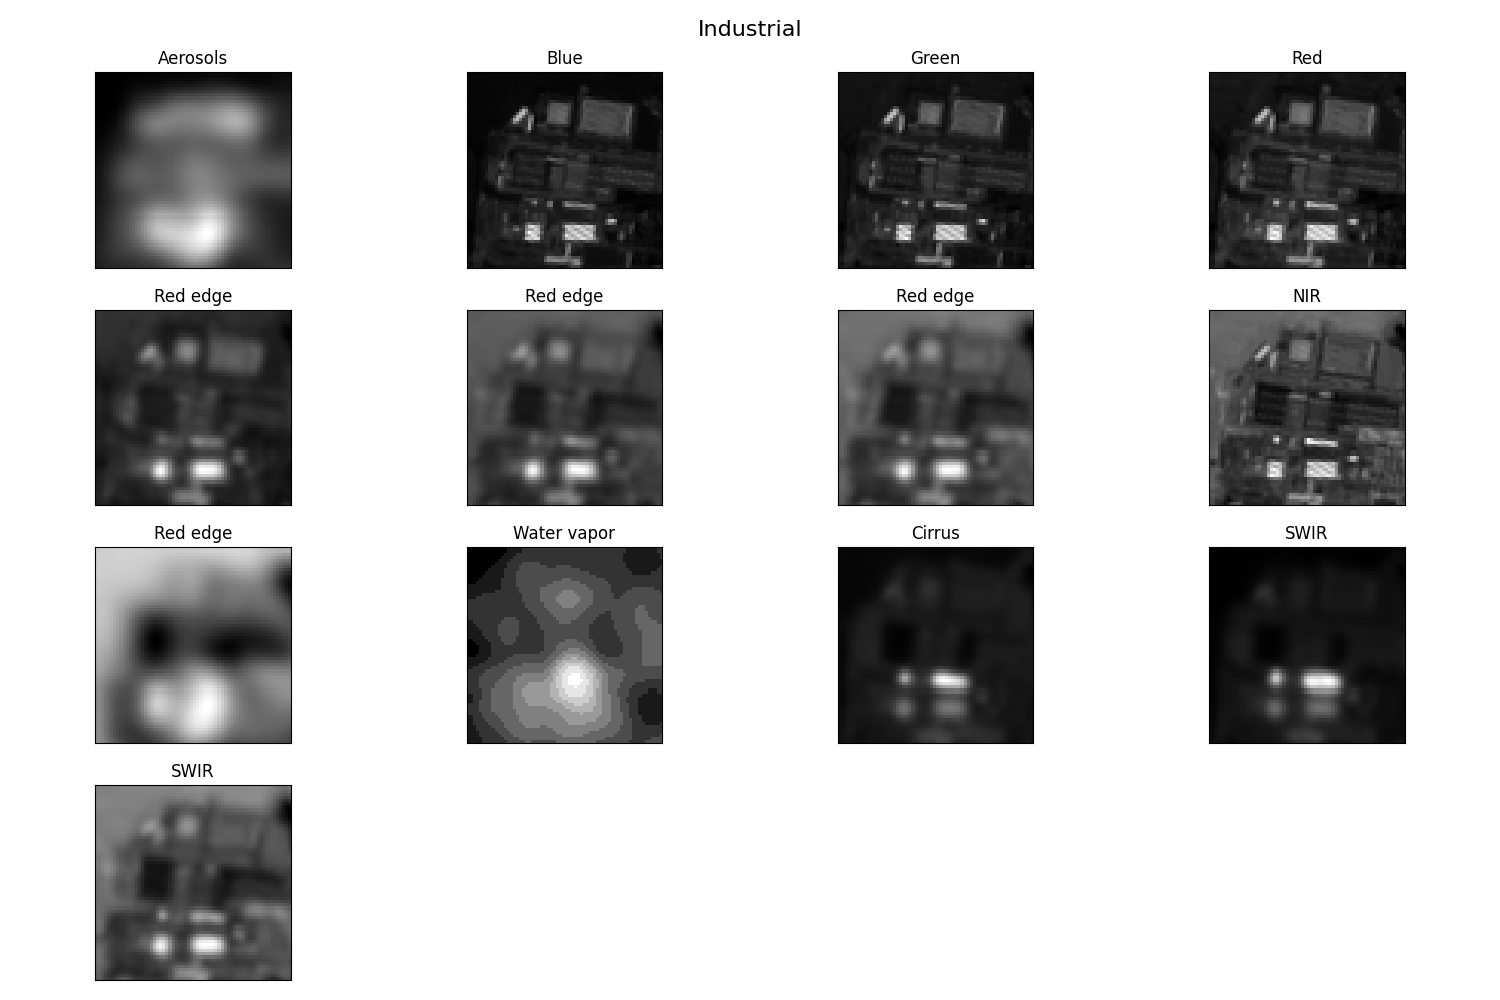 Industrial
Aerosols
Blue
Green
Red
Red edge
Red edge
Red edge
NIR
Red edge
Water vapor
Cirrus
SWIR
SWIR